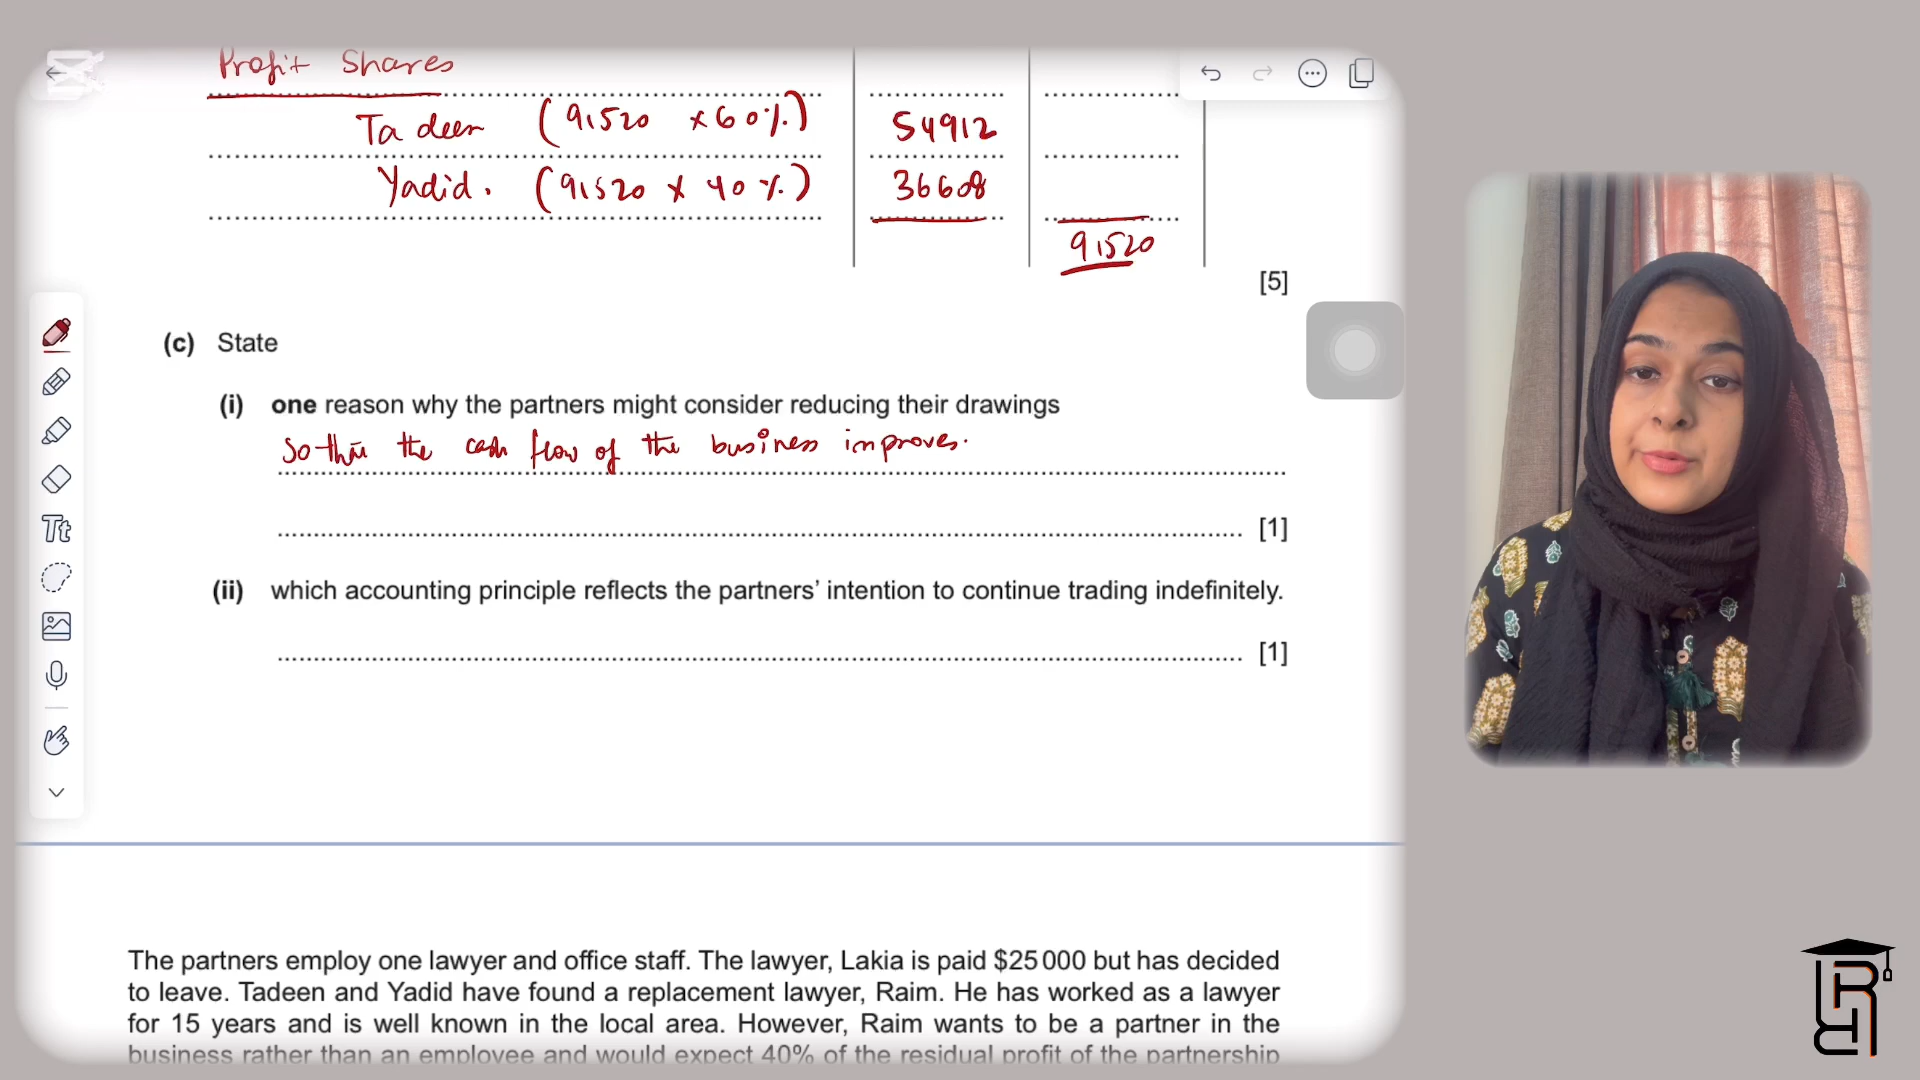 Profit Shares
Tadeen (91520 x 60%) 54912
Yadid. (91520 x 40%) 36608
91520
[5]
(c) State
(i) one reason why the partners might consider reducing their drawings
So that the cash flow of the business improves.
[1]
(ii) which accounting principle reflects the partners’ intention to continue trading indefinitely.
[1]
Tt
The partners employ one lawyer and office staff. The lawyer, Lakia is paid $25 000 but has decided
to leave. Tadeen and Yadid have found a replacement lawyer, Raim. He has worked as a lawyer
for 15 years and is well known in the local area. However, Raim wants to be a partner in the
business rather than an employee and would expect 40% of the residual profit of the partnership